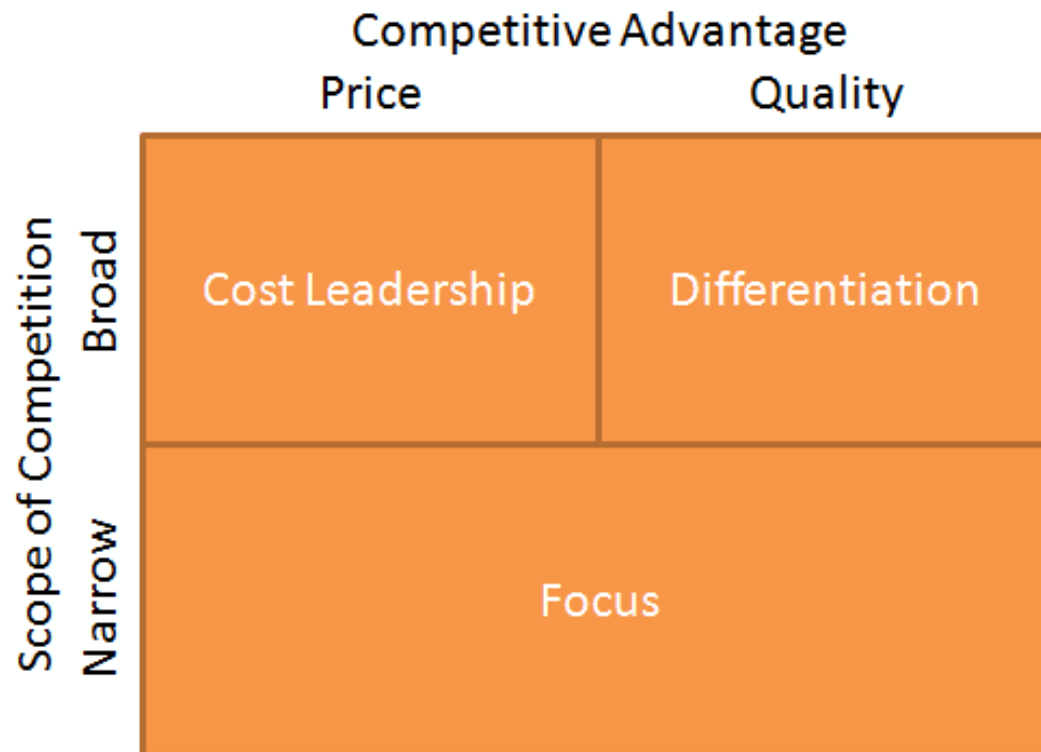 Competitive Advantage
Price Quality
Scope of Competition
Broad
Cost Leadership Differentiation
Narrow
Focus